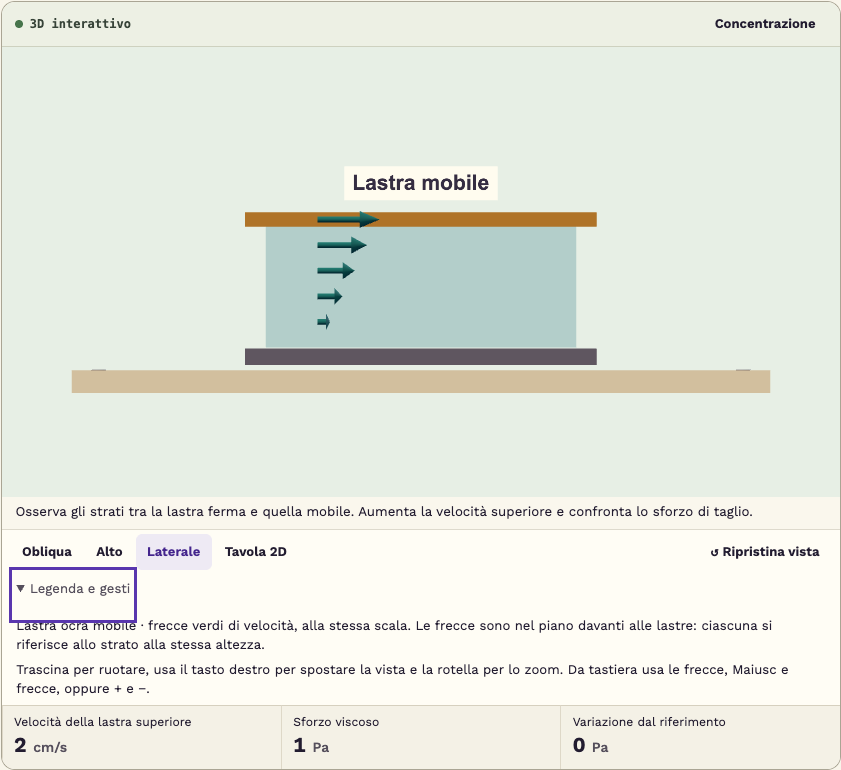 3D interattivo
Concentrazione
Lastra mobile
Osserva gli strati tra la lastra ferma e quella mobile. Aumenta la velocità superiore e confronta lo sforzo di taglio.
Obliqua Alto Laterale Tavola 2D ↺ Ripristina vista
▼ Legenda e gesti
Lastra ocra mobile · frecce verdi di velocità, alla stessa scala. Le frecce sono nel piano davanti alle lastre: ciascuna si
riferisce allo strato alla stessa altezza.
Trascina per ruotare, usa il tasto destro per spostare la vista e la rotella per lo zoom. Da tastiera usa le frecce, Maiusc e
frecce, oppure + e −.
Velocità della lastra superiore
2 cm/s
Sforzo viscoso
1 Pa
Variazione dal riferimento
0 Pa